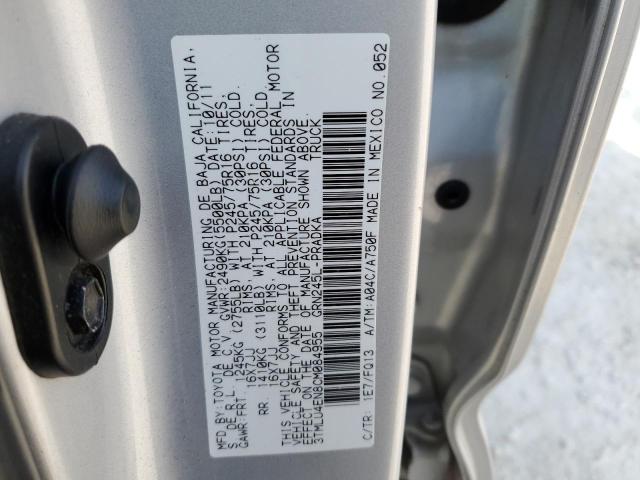 MFD.BY:TOYOTA MOTOR MANUFACTURING DE BAJA CALIFORNIA,
S DE R.L. DE C.V. DATE: 10/11
GVWR:2490KG(5500LB)
GAWR:FRT. 1245KG (2755LB) WITH P245/75R16 TIRES,
16X7JJ RIMS, AT 210KPA (30PSI) COLD.
RR. 1410KG (3110LB) WITH P245/75R16 TIRES,
16X7JJ RIMS, AT 210KPA (30PSI) COLD.
THIS VEHICLE CONFORMS TO ALL APPLICABLE FEDERAL MOTOR
VEHICLE SAFETY AND THEFT PREVENTION STANDARDS IN
EFFECT ON THE DATE OF MANUFACTURE SHOWN ABOVE.
3TMLU4EN8CM084955 TRUCK
GRN245L-PRADKA
C/TR: 1E7/FQ13 A/TM:A04C/A750F MADE IN MEXICO NO.052